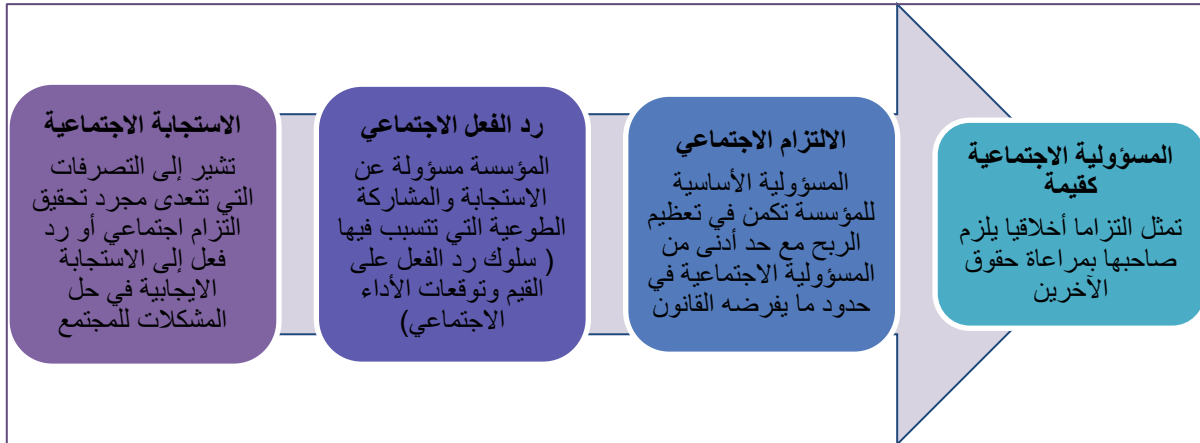 المسؤولية الاجتماعية
كقيمة
تمثل التزاما أخلاقيا يلزم
صاحبها بمراعاة حقوق
الآخرين
الالتزام الاجتماعي
المسؤولية الأساسية
للمؤسسة تكمن في تعظيم
الربح مع حد أدنى من
المسؤولية الاجتماعية في
حدود ما يفرضه القانون
رد الفعل الاجتماعي
المؤسسة مسؤولة عن
الاستجابة والمشاركة
الطوعية التي تتسبب فيها
( سلوك رد الفعل على
القيم وتوقعات الأداء
الاجتماعي)
الاستجابة الاجتماعية
تشير إلى التصرفات
التي تتعدى مجرد تحقيق
التزام اجتماعي أو رد
فعل إلى الاستجابة
الايجابية في حل
المشكلات للمجتمع